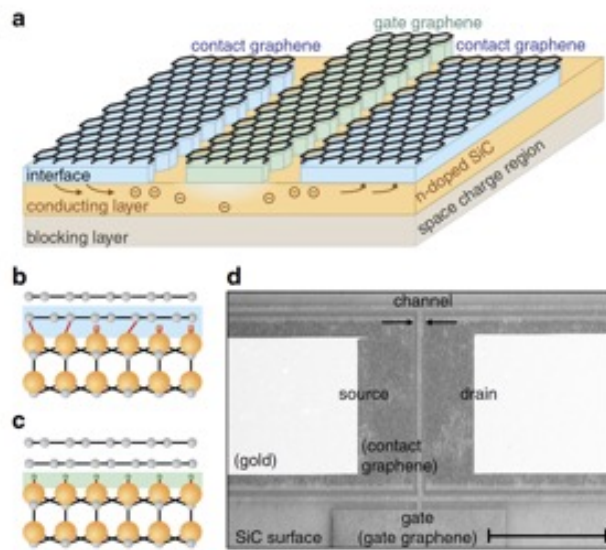 a
gate graphene
contact graphene
contact graphene
interface
conducting layer
blocking layer
n-doped SiC
space charge region
b
c
d
channel
source
drain
(gold)
(contact
graphene)
gate
SiC surface
(gate graphene)